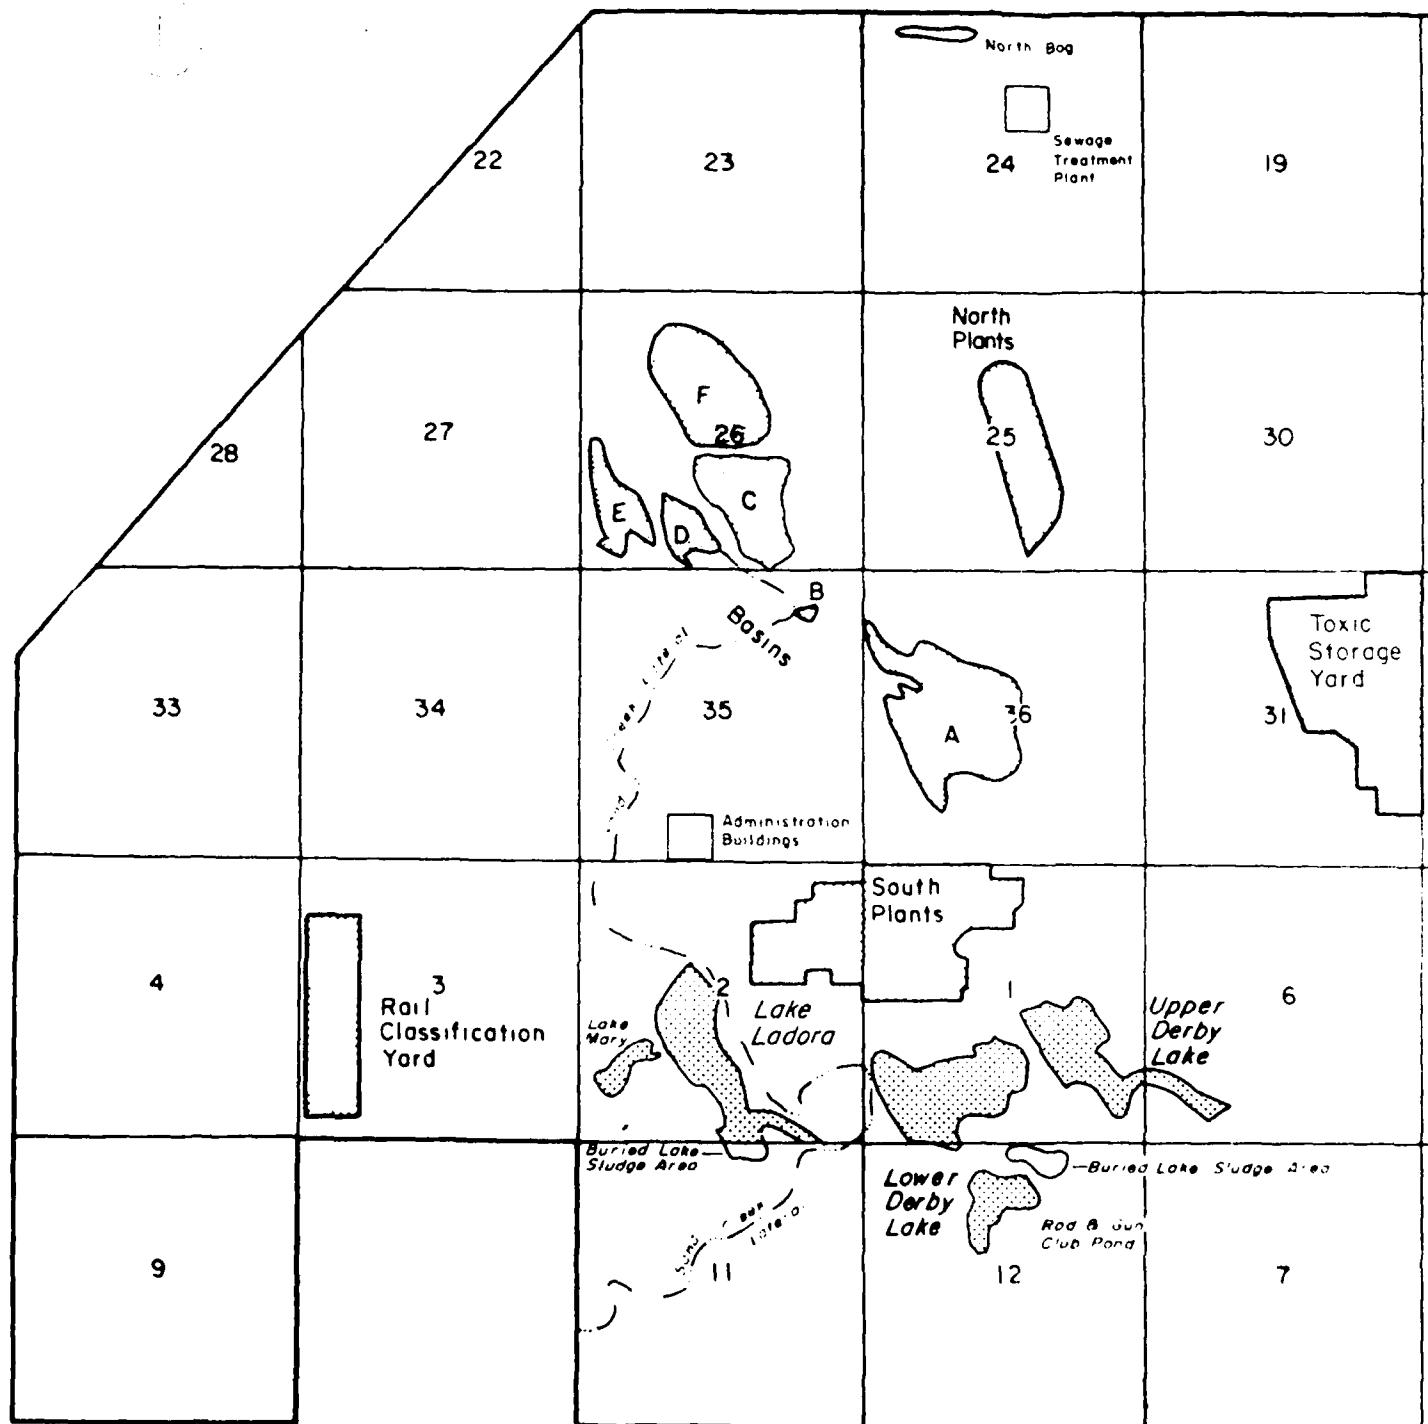 North Bog
Sewage
Treatment
Plant
22
23
24
19
North
Plants
F
26
25
27
28
30
E
D
C
B
Basins
Toxic
Storage
Yard
33
34
35
36
31
A
Administration
Buildings
South
Plants
4
3
2
1
6
Rail
Classification
Yard
Lake
Mary
Lake
Ladora
Upper
Derby
Lake
Buried Lake
Sludge Area
Buried Lake Sludge Area
Lower
Derby
Lake
Rod & Gun
Club Pond
Sand
Lateral
9
11
12
7